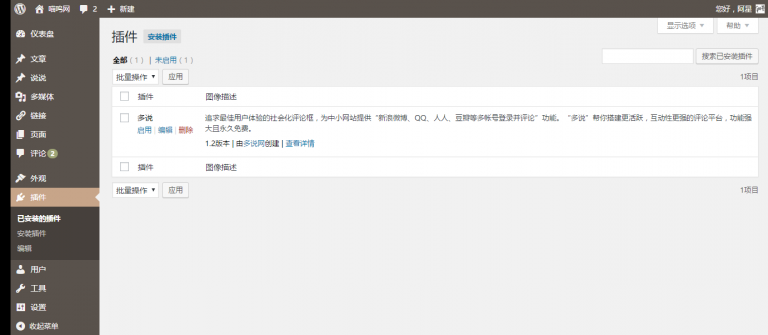 喵呜网 2 新建 您好，阿星
显示选项 帮助
仪表盘
文章
说说
多媒体
链接
页面
评论 2
外观
插件
已安装的插件
安装插件
编辑
用户
工具
设置
收起菜单
插件 安装插件
全部（1） | 未启用（1）
搜索已安装插件
批量操作 应用 1项目
插件 图像描述
多说
启用 | 编辑 | 删除
追求最佳用户体验的社会化评论框，为中小网站提供“新浪微博、QQ、人人、豆瓣等多帐号登录并评论”功能。 “多说”帮你搭建更活跃，互动性更强的评论平台，功能强
大且永久免费。
1.2版本 | 由多说网创建 | 查看详情
插件 图像描述
批量操作 应用 1项目